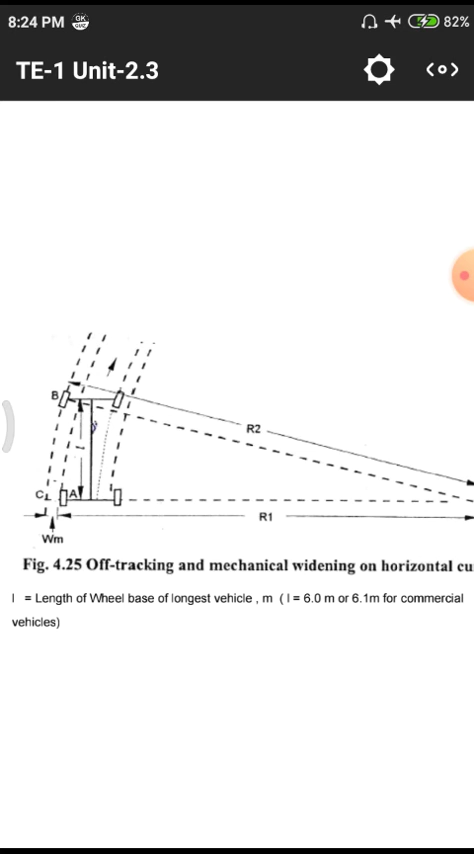 8:24 PM GK
82%
TE-1 Unit-2.3
B
R2
l
C
A
R1
Wm
Fig. 4.25 Off-tracking and mechanical widening on horizontal cu
l = Length of Wheel base of longest vehicle , m ( l = 6.0 m or 6.1m for commercial
vehicles)